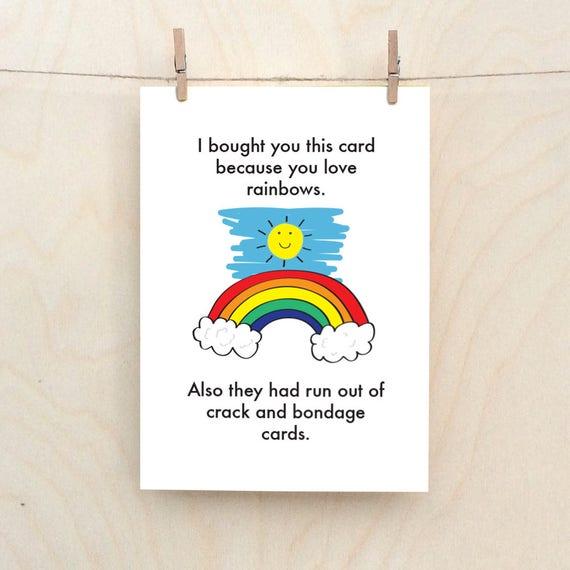 I bought you this card
because you love
rainbows.
Also they had run out of
crack and bondage
cards.